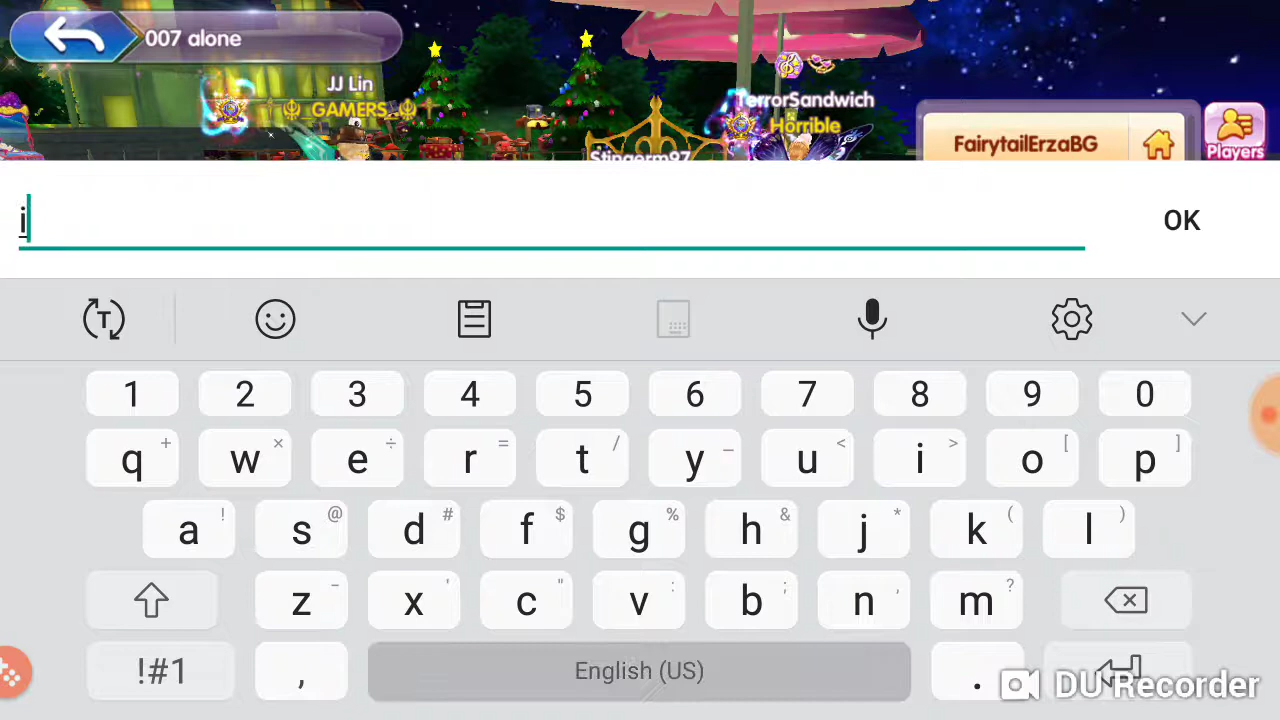 007 alone
JJ Lin
GAMERS
TerrorSandwich
Horrible
Stingerm97
FairytailErzaBG
Players
i
OK
T
1 2 3 4 5 6 7 8 9 0
q + w × e ÷ r = t / y _ u < i > o [ p ]
a ! s @ d # f $ g % h & j * k ( l )
z - x ' c " v : b ; n , m ?
!#1 , English (US) .
DU Recorder